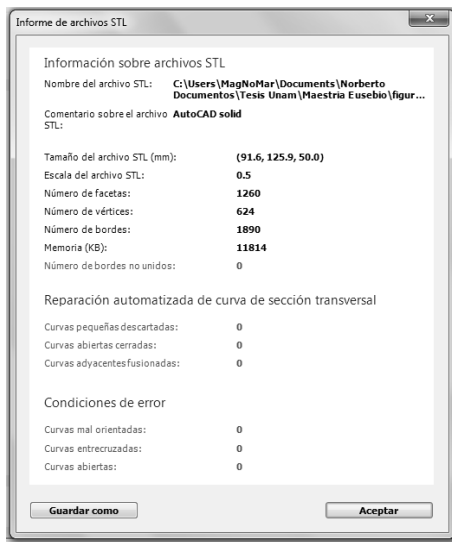 Informe de archivos STL
x
Información sobre archivos STL
Nombre del archivo STL: C:\Users\MagNoMar\Documents\Norberto
Documentos\Tesis Unam\Maestria Eusebio\figur...
Comentario sobre el archivo AutoCAD solid
STL:
Tamaño del archivo STL (mm): (91.6, 125.9, 50.0)
Escala del archivo STL: 0.5
Número de facetas: 1260
Número de vértices: 624
Número de bordes: 1890
Memoria (KB): 11814
Número de bordes no unidos: 0
Reparación automatizada de curva de sección transversal
Curvas pequeñas descartadas: 0
Curvas abiertas cerradas: 0
Curvas adyacentes fusionadas: 0
Condiciones de error
Curvas mal orientadas: 0
Curvas entrecruzadas: 0
Curvas abiertas: 0
Guardar como Aceptar